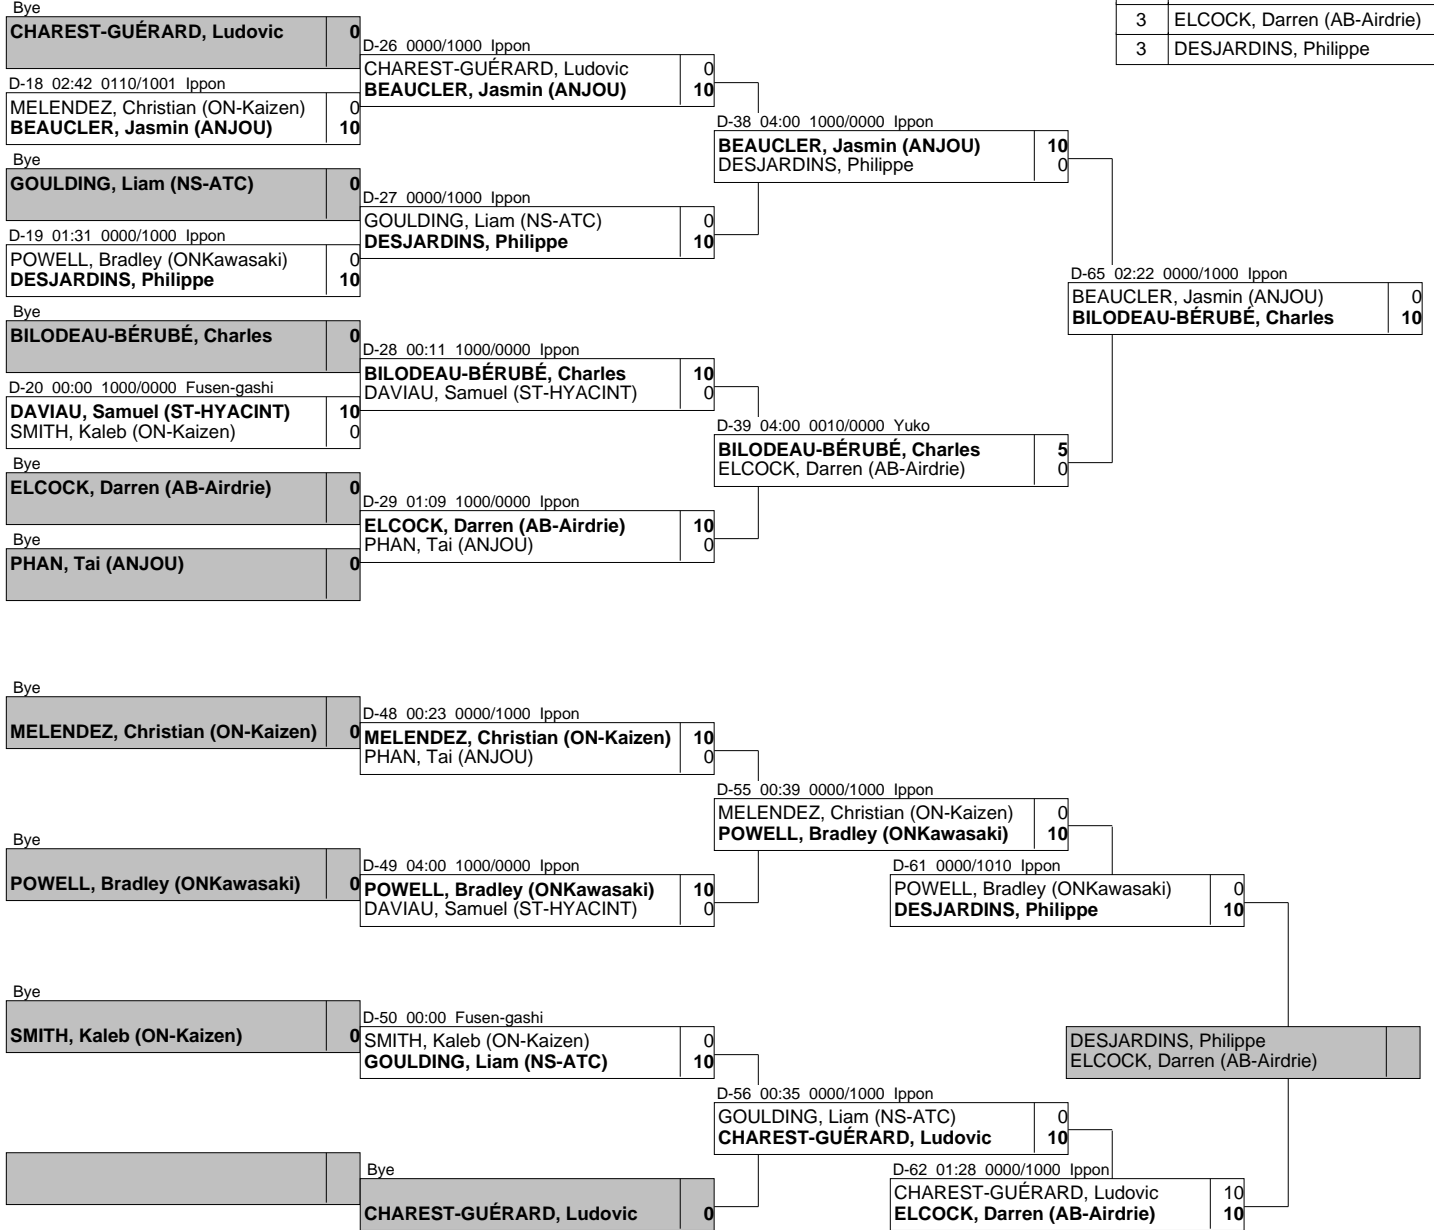 Bye
CHAREST-GUÉRARD, Ludovic 0
3 ELCOCK, Darren (AB-Airdrie)
3 DESJARDINS, Philippe
D-26 0000/1000 Ippon
CHAREST-GUÉRARD, Ludovic 0
BEAUCLER, Jasmin (ANJOU) 10
D-18 02:42 0110/1001 Ippon
MELENDEZ, Christian (ON-Kaizen) 0
BEAUCLER, Jasmin (ANJOU) 10
D-38 04:00 1000/0000 Ippon
BEAUCLER, Jasmin (ANJOU) 10
DESJARDINS, Philippe 0
Bye
GOULDING, Liam (NS-ATC) 0
D-27 0000/1000 Ippon
GOULDING, Liam (NS-ATC) 0
DESJARDINS, Philippe 10
D-19 01:31 0000/1000 Ippon
POWELL, Bradley (ONKawasaki) 0
DESJARDINS, Philippe 10
D-65 02:22 0000/1000 Ippon
BEAUCLER, Jasmin (ANJOU) 0
BILODEAU-BÉRUBÉ, Charles 10
Bye
BILODEAU-BÉRUBÉ, Charles 0
D-28 00:11 1000/0000 Ippon
BILODEAU-BÉRUBÉ, Charles 10
DAVIAU, Samuel (ST-HYACINT) 0
D-20 00:00 1000/0000 Fusen-gashi
DAVIAU, Samuel (ST-HYACINT) 10
SMITH, Kaleb (ON-Kaizen) 0
D-39 04:00 0010/0000 Yuko
BILODEAU-BÉRUBÉ, Charles 5
ELCOCK, Darren (AB-Airdrie) 0
Bye
ELCOCK, Darren (AB-Airdrie) 0
D-29 01:09 1000/0000 Ippon
ELCOCK, Darren (AB-Airdrie) 10
PHAN, Tai (ANJOU) 0
Bye
PHAN, Tai (ANJOU) 0
Bye
MELENDEZ, Christian (ON-Kaizen) 0
D-48 00:23 0000/1000 Ippon
MELENDEZ, Christian (ON-Kaizen) 10
PHAN, Tai (ANJOU) 0
D-55 00:39 0000/1000 Ippon
MELENDEZ, Christian (ON-Kaizen) 0
POWELL, Bradley (ONKawasaki) 10
Bye
POWELL, Bradley (ONKawasaki) 0
D-49 04:00 1000/0000 Ippon
POWELL, Bradley (ONKawasaki) 10
DAVIAU, Samuel (ST-HYACINT) 0
D-61 0000/1010 Ippon
POWELL, Bradley (ONKawasaki) 0
DESJARDINS, Philippe 10
Bye
SMITH, Kaleb (ON-Kaizen) 0
D-50 00:00 Fusen-gashi
SMITH, Kaleb (ON-Kaizen) 0
GOULDING, Liam (NS-ATC) 10
DESJARDINS, Philippe
ELCOCK, Darren (AB-Airdrie)
D-56 00:35 0000/1000 Ippon
GOULDING, Liam (NS-ATC) 0
CHAREST-GUÉRARD, Ludovic 10
Bye
CHAREST-GUÉRARD, Ludovic 0
D-62 01:28 0000/1000 Ippon
CHAREST-GUÉRARD, Ludovic 10
ELCOCK, Darren (AB-Airdrie) 10